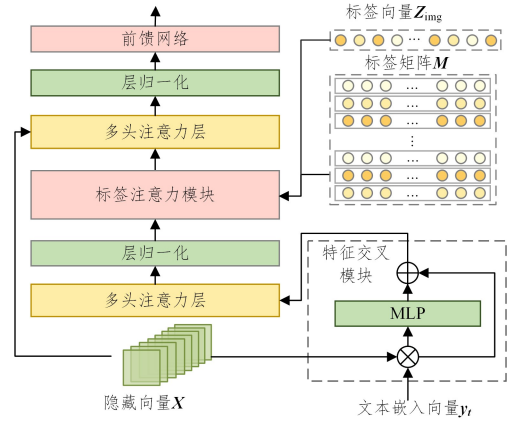 标签向量Z_img
前馈网络
标签矩阵M
层归一化
...
多头注意力层
...
标签注意力模块
层归一化
特征交叉
模块
多头注意力层
MLP
隐藏向量X
文本嵌入向量y_t